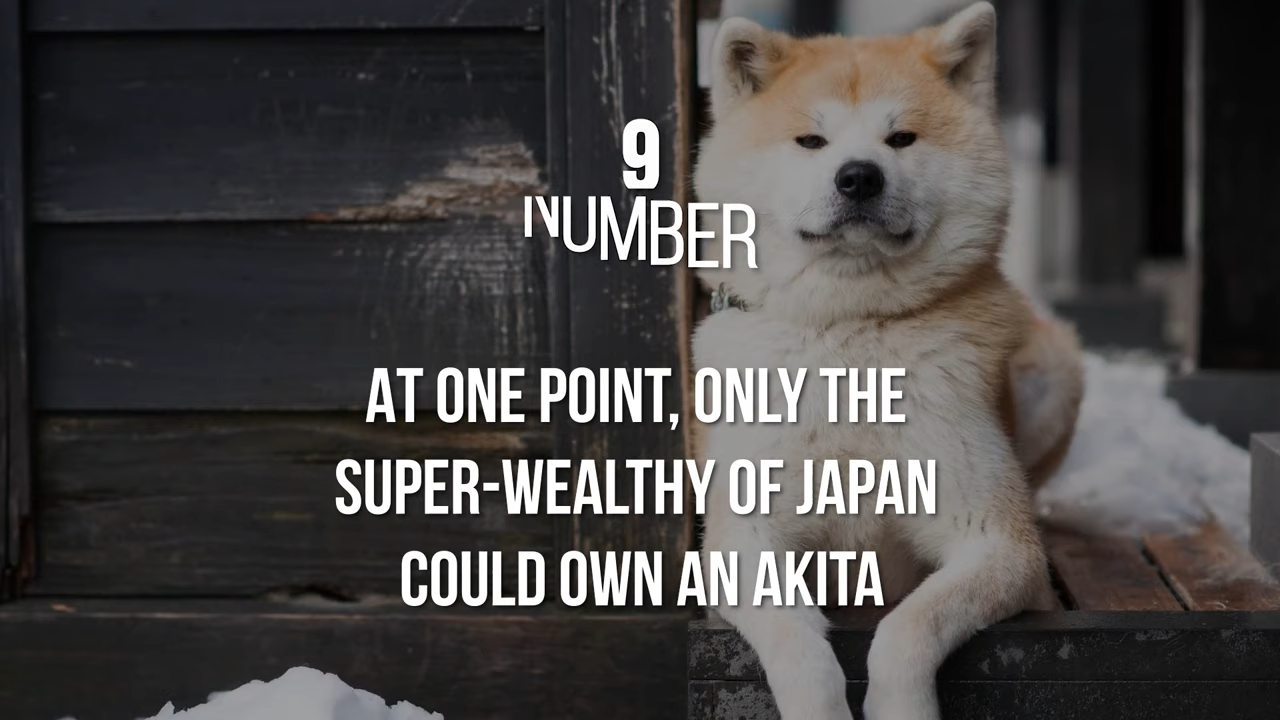 9
NUMBER
AT ONE POINT, ONLY THE
SUPER-WEALTHY OF JAPAN
COULD OWN AN AKITA